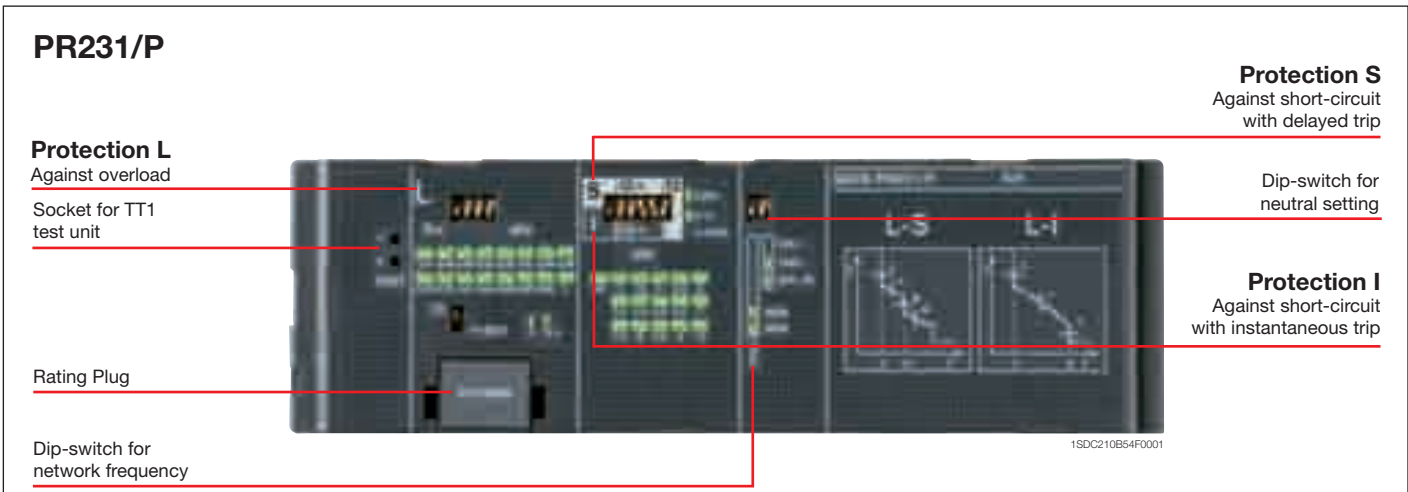 PR231/P
Protection S
Against short-circuit
with delayed trip
Protection L
Against overload
Socket for TT1
test unit
Dip-switch for
neutral setting
Protection I
Against short-circuit
with instantaneous trip
Rating Plug
Dip-switch for
network frequency
L
S
L-S
L-I
1SDC210B54F0001